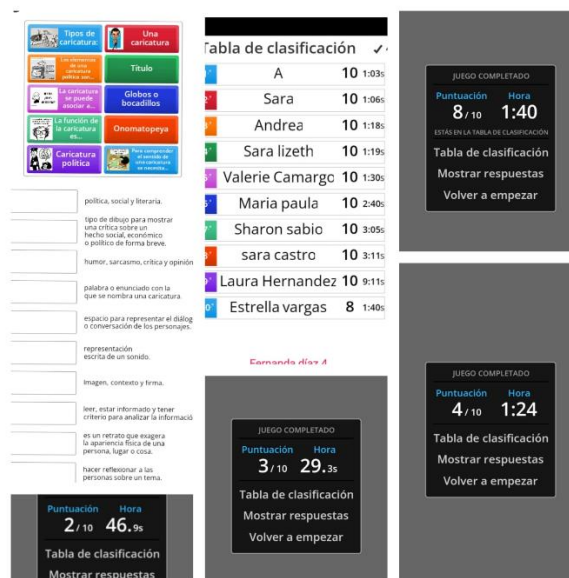 Tipos de
caricatura:
Una
caricatura
Los elementos
de una
caricatura
política son...
Título
La caricatura
se puede
asociar a...
Globos o
bocadillos
La función de
la caricatura
es...
Onomatopeya
Caricatura
política
Para comprender
el sentido de
una caricatura
se necesita...
política, social y literaria.
tipo de dibujo para mostrar
una crítica sobre un
hecho social, económico
o político de forma breve.
humor, sarcasmo, crítica y opinión
palabra o enunciado con la
que se nombra una caricatura.
espacio para representar el diálog
o conversación de los personajes.
representación
escrita de un sonido.
Imagen, contexto y firma.
leer, estar informado y tener
criterio para analizar la informació
es un retrato que exagera
la apariencia física de una
persona, lugar o cosa.
hacer reflexionar a las
personas sobre un tema.
Puntuación Hora
2/10 46.9s
Tabla de clasificación
Mostrar respuestas
Tabla de clasificación
A 10 1:03s
Sara 10 1:06s
Andrea 10 1:18s
Sara lizeth 10 1:19s
Valerie Camargo 10 1:30s
Maria paula 10 2:40s
Sharon sabio 10 3:05s
sara castro 10 3:11s
Laura Hernandez 10 9:11s
Estrella vargas 8 1:40s
Fernanda díaz 4
JUEGO COMPLETADO
Puntuación Hora
3/10 29.3s
Tabla de clasificación
Mostrar respuestas
Volver a empezar
JUEGO COMPLETADO
Puntuación Hora
8/10 1:40
ESTÁS EN LA TABLA DE CLASIFICACIÓN
Tabla de clasificación
Mostrar respuestas
Volver a empezar
JUEGO COMPLETADO
Puntuación Hora
4/10 1:24
Tabla de clasificación
Mostrar respuestas
Volver a empezar